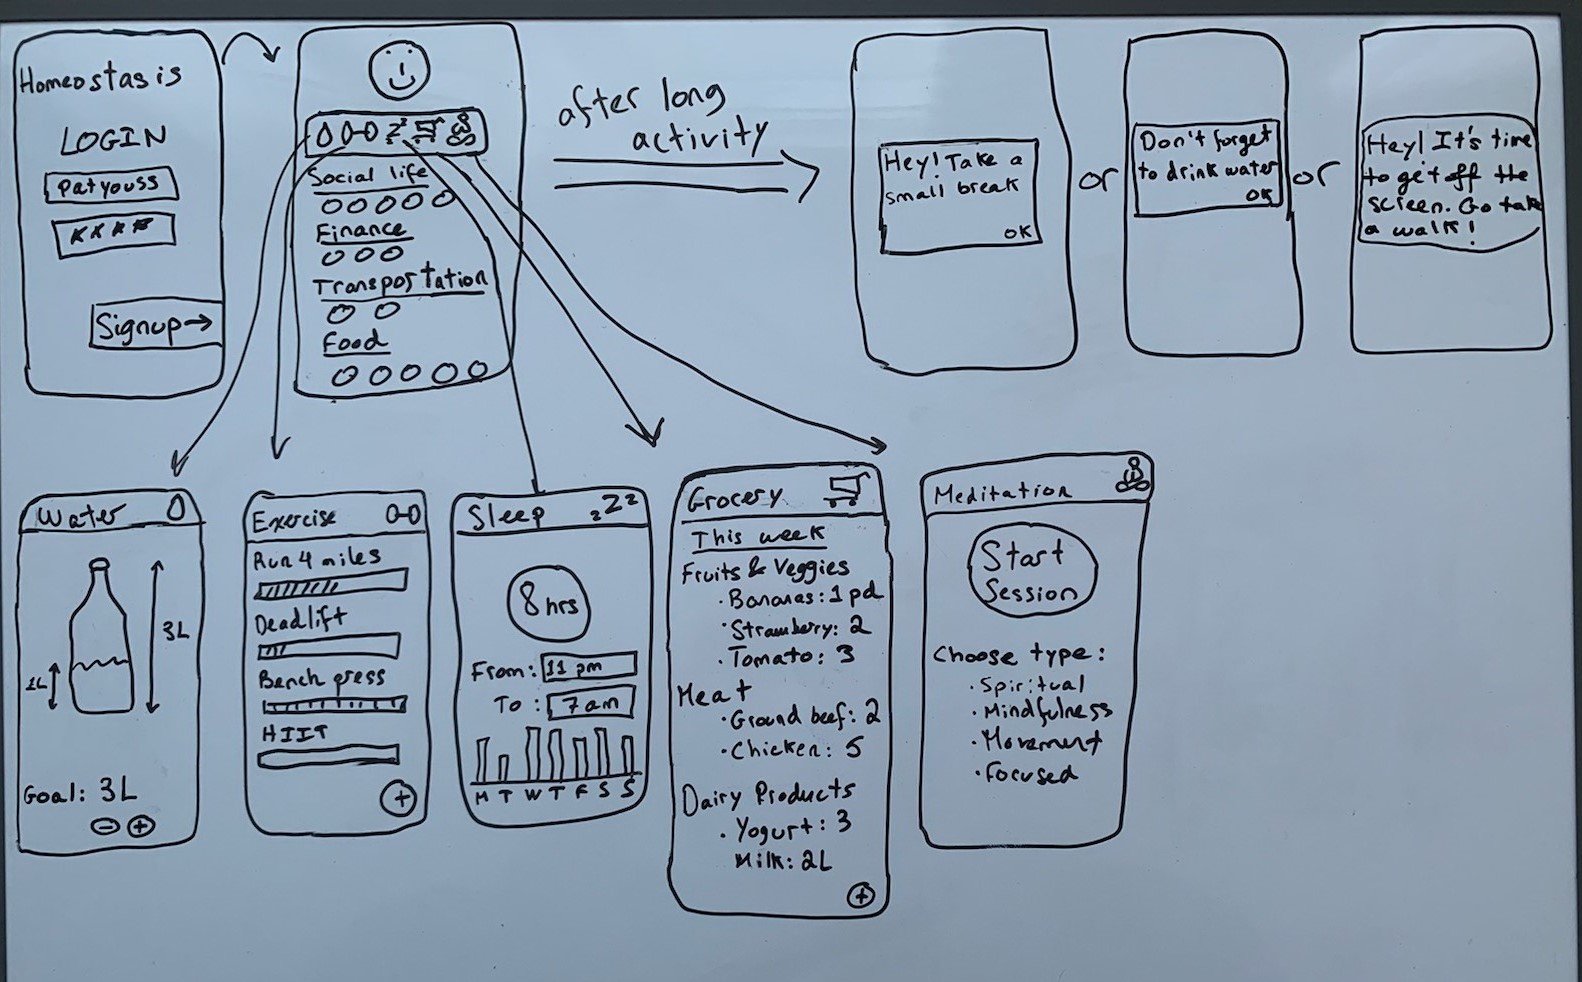 Homeostasis
LOGIN
patyouss
****
Signup→
Social life
Finance
Transportation
Food
after long
activity
Hey! Take a
small break
OK
or
Don't forget
to drink water
OK
or
Hey! It's time
to get off the
screen. Go take
a walk!
Water
3L
1L
Goal: 3L
Exercise
Run 4 miles
Deadlift
Bench press
HIIT
Sleep zzz
8 hrs
From: 11 pm
To: 7 am
M T W T F S S
Grocery
This week
Fruits & Veggies
· Bananas: 1 pd
· Strawberry: 2
· Tomato: 3
Meat
· Ground beef: 2
· Chicken: 5
Dairy Products
· Yogurt: 3
Milk: 2L
Meditation
Start
Session
Choose type:
· Spiritual
· Mindfulness
· Movement
· Focused